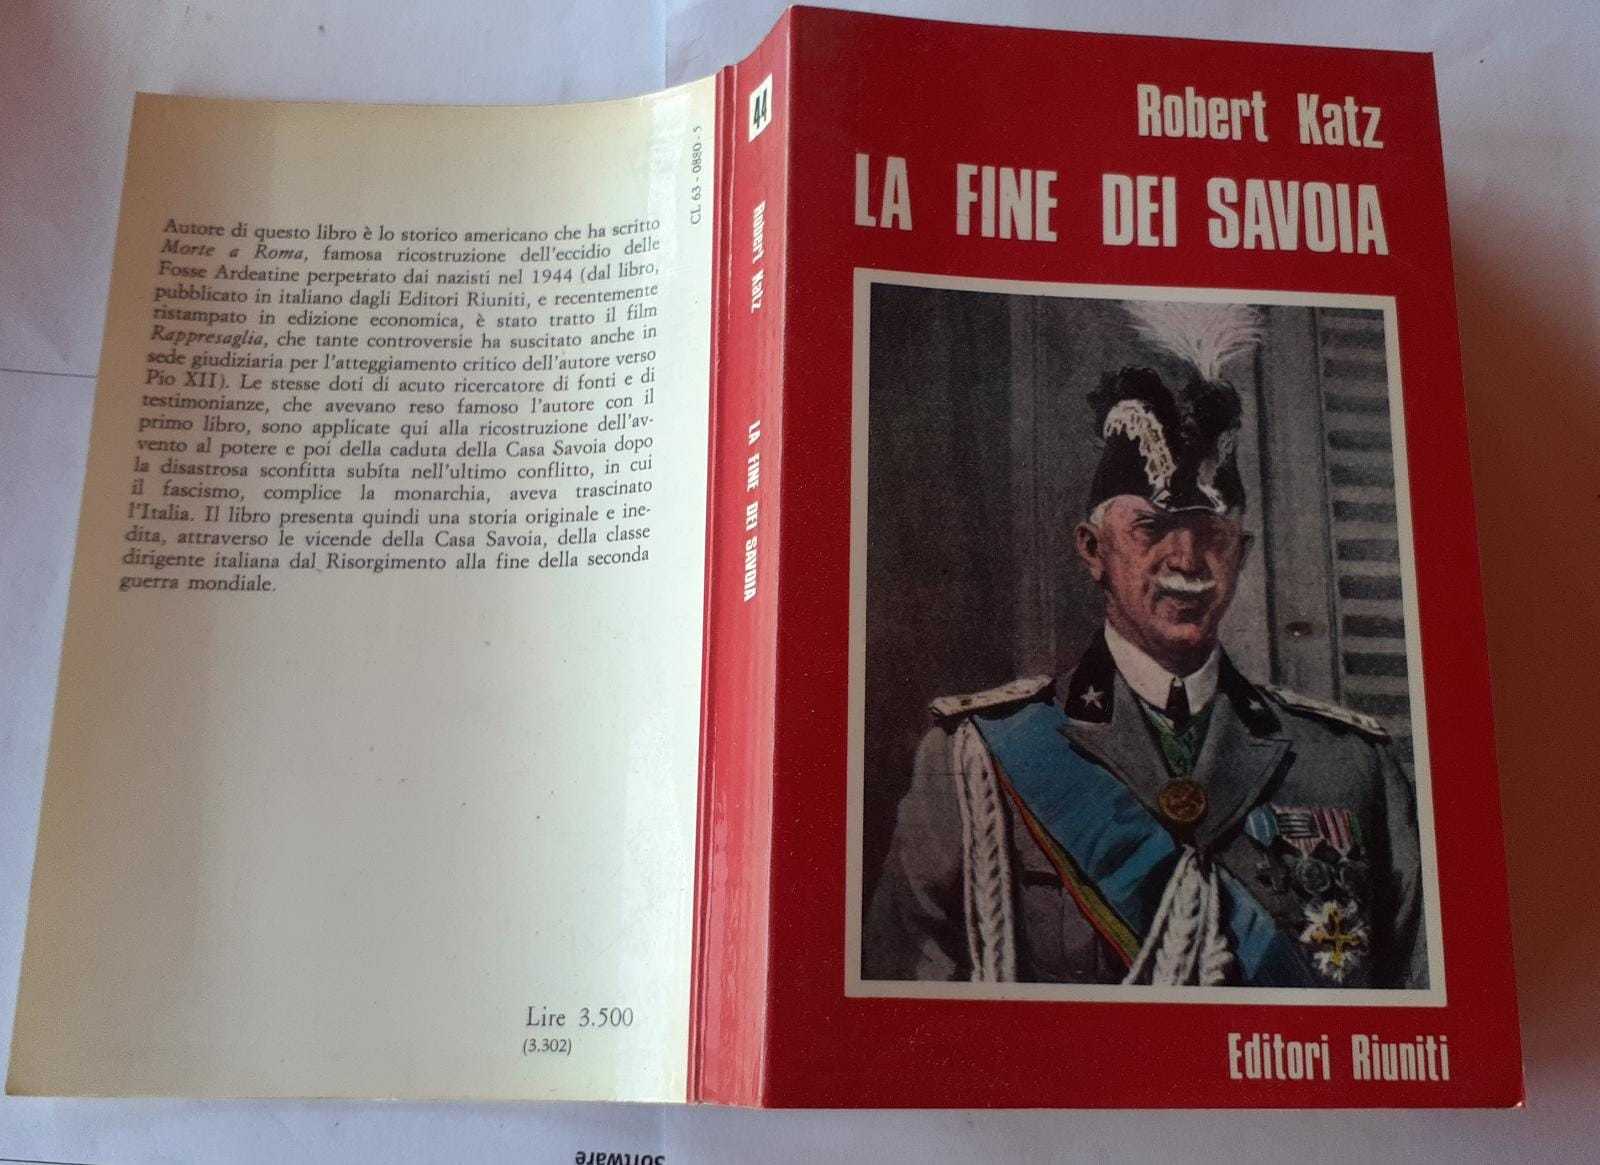 Autore di questo libro è lo storico americano che ha scritto
Morte a Roma, famosa ricostruzione dell'eccidio delle
Fosse Ardeatine perpetrato dai nazisti nel 1944 (dal libro,
pubblicato in italiano dagli Editori Riuniti, e recentemente
ristampato in edizione economica, è stato tratto il film
Rappresaglia, che tante controversie ha suscitato anche in
sede giudiziaria per l'atteggiamento critico dell'autore verso
Pio XII). Le stesse doti di acuto ricercatore di fonti e di
testimonianze, che avevano reso famoso l'autore con il
primo libro, sono applicate qui alla ricostruzione dell'av-
vento al potere e poi della caduta della Casa Savoia dopo
la disastrosa sconfitta subíta nell'ultimo conflitto, in cui
il fascismo, complice la monarchia, aveva trascinato
l'Italia. Il libro presenta quindi una storia originale e ine-
dita, attraverso le vicende della Casa Savoia, della classe
dirigente italiana dal Risorgimento alla fine della seconda
guerra mondiale.
Lire 3.500
(3.302)
CL 63 - 0880 - 5
44
Robert Katz
LA FINE DEI SAVOIA
Robert Katz
LA FINE DEI SAVOIA
Editori Riuniti
Software